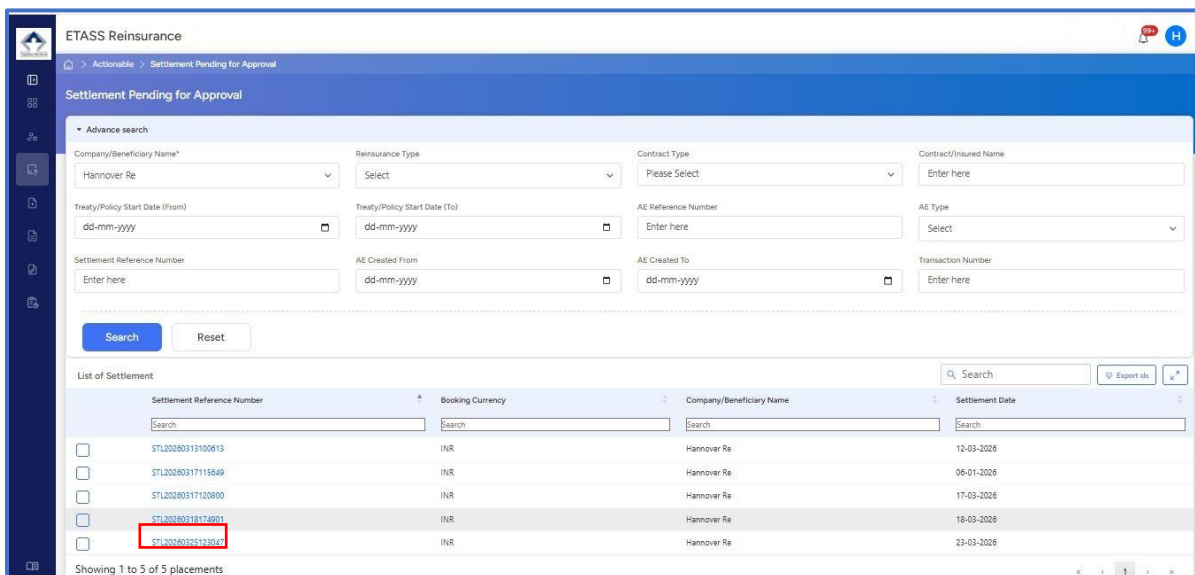 ETASS Reinsurance
99+
H
> Actionable > Settlement Pending for Approval
Settlement Pending for Approval
Advance search
Company/Beneficiary Name* Reinsurance Type Contract Type Contract/Insured Name
Hannover Re Select Please Select Enter here
Treaty/Policy Start Date (From) Treaty/Policy Start Date (To) AE Reference Number AE Type
dd-mm-yyyy dd-mm-yyyy Enter here Select
Settlement Reference Number AE Created From AE Created To Transaction Number
Enter here dd-mm-yyyy dd-mm-yyyy Enter here
Search Reset
List of Settlement Search Export xls
Settlement Reference Number Booking Currency Company/Beneficiary Name Settlement Date
Search Search Search Search
STL20260313100613 INR Hannover Re 12-03-2026
STL20260317115649 INR Hannover Re 06-01-2026
STL20260317120800 INR Hannover Re 17-03-2026
STL20260318174901 INR Hannover Re 18-03-2026
STL20260325123047 INR Hannover Re 23-03-2026
Showing 1 to 5 of 5 placements « ‹ 1 › »